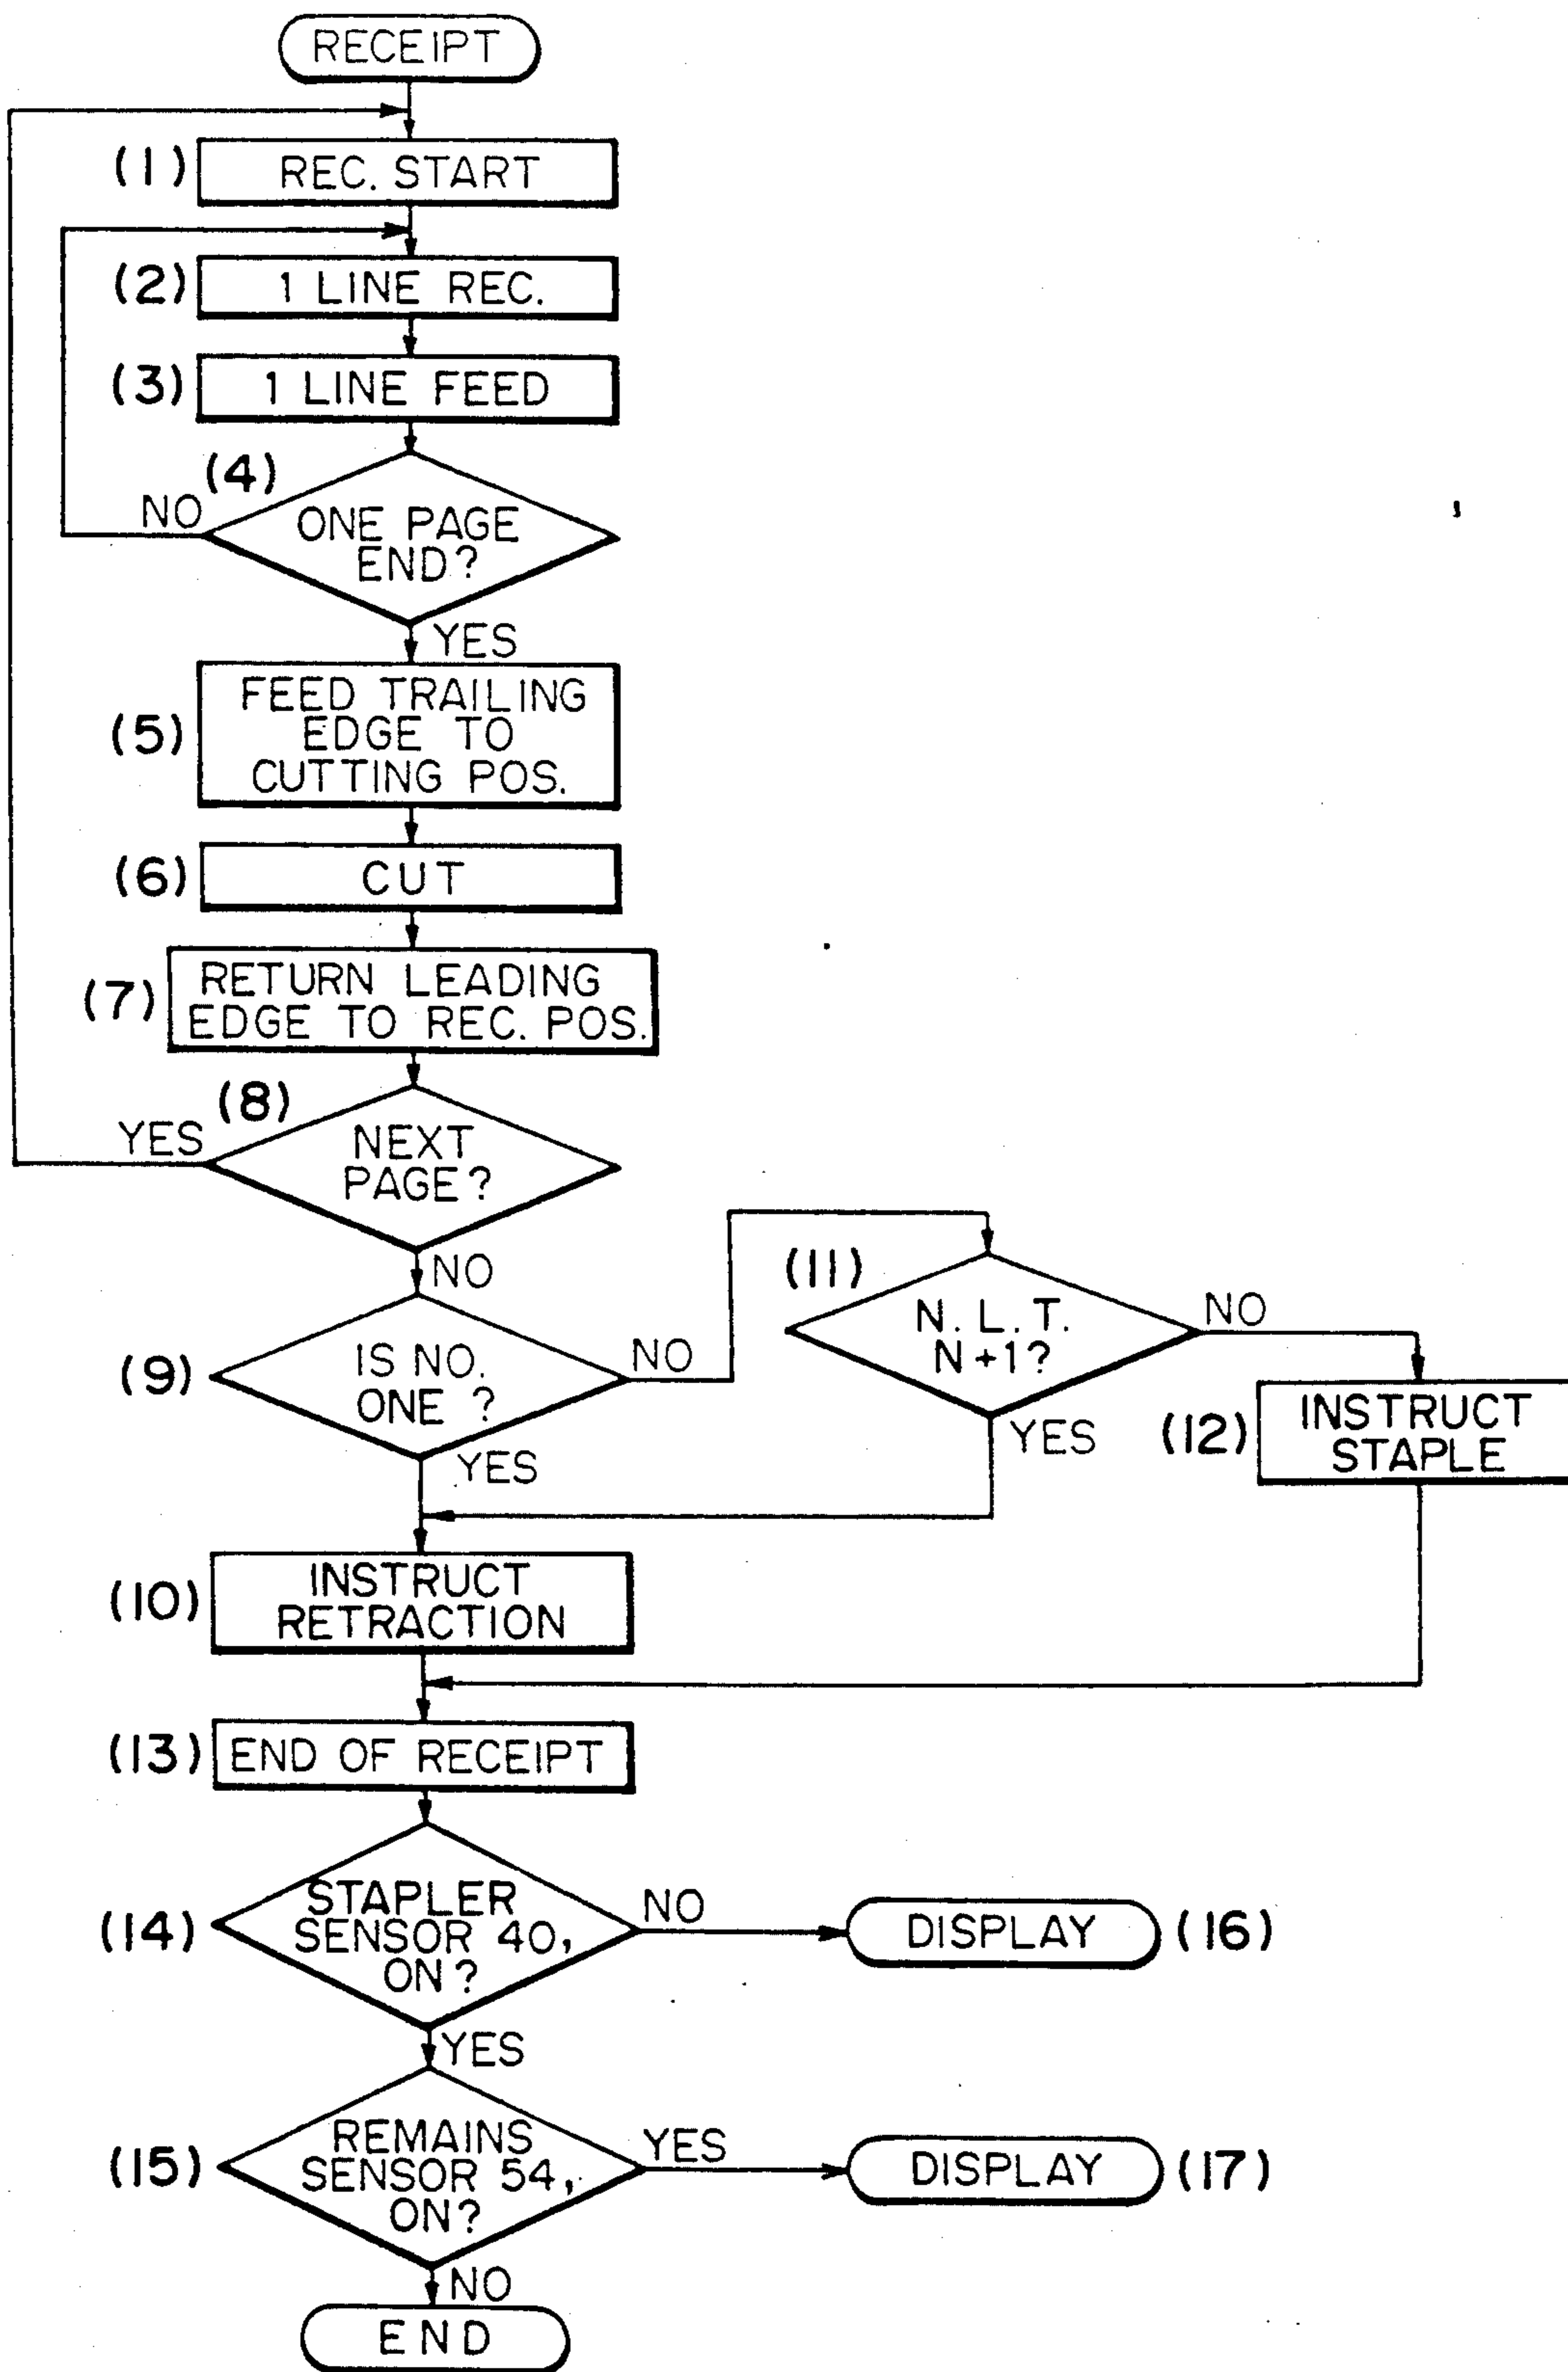 RECEIPT
(1) REC. START
(2) 1 LINE REC.
(3) 1 LINE FEED
(4)
NO
ONE PAGE
END?
YES
(5)
FEED TRAILING
EDGE TO
CUTTING POS.
(6) CUT
(7)
RETURN LEADING
EDGE TO REC. POS.
(8)
YES
NEXT
PAGE?
NO
(9)
IS NO.
ONE ?
NO
YES
(11)
N. L. T.
N+1?
NO
YES
(12)
INSTRUCT
STAPLE
(10)
INSTRUCT
RETRACTION
(13) END OF RECEIPT
(14)
STAPLER
SENSOR 40,
ON?
NO
DISPLAY (16)
YES
(15)
REMAINS
SENSOR 54,
ON?
YES
DISPLAY (17)
NO
END